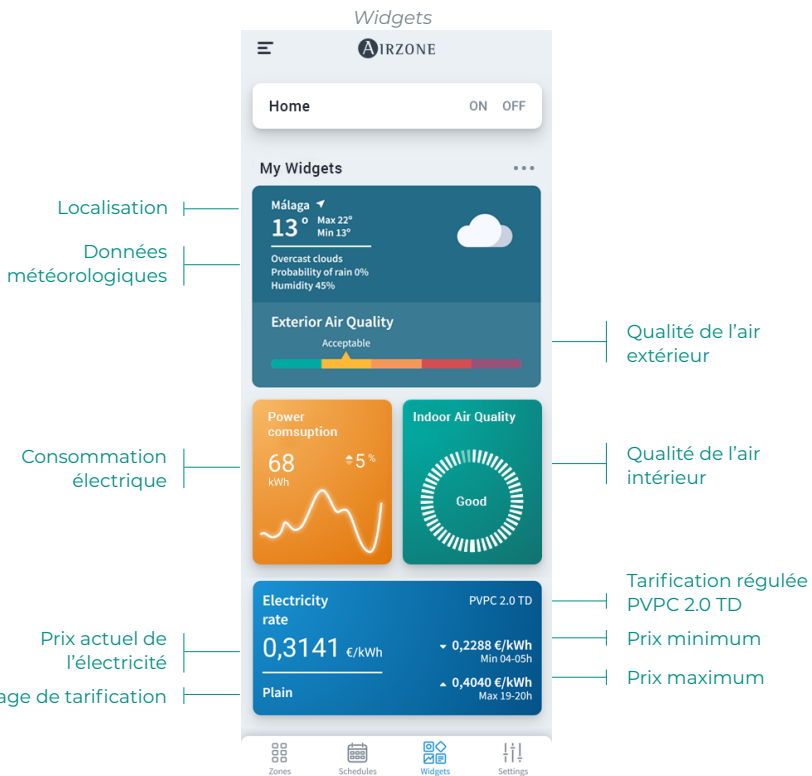 Widgets
AIRZONE
Home ON OFF
My Widgets
Málaga
13° Max 22°
Min 13°
Overcast clouds
Probability of rain 0%
Humidity 45%
Exterior Air Quality
Acceptable
Power
comsuption
68
kWh
5 %
Indoor Air Quality
Good
Electricity
rate
PVPC 2.0 TD
0,3141 €/kWh
0,2288 €/kWh
Min 04-05h
Plain
0,4040 €/kWh
Max 19-20h
Zones Schedules Widgets Settings
Localisation
Données
météorologiques
Consommation
électrique
Prix actuel de
l’électricité
age de tarification
Qualité de l’air
extérieur
Qualité de l’air
intérieur
Tarification régulée
PVPC 2.0 TD
Prix minimum
Prix maximum